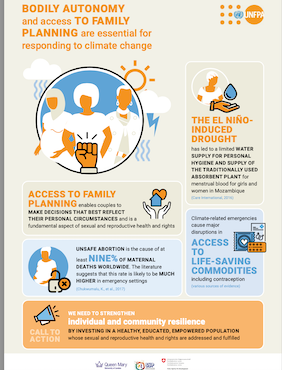 BODILY AUTONOMY
and access TO FAMILY
PLANNING are essential for
responding to climate change
UNFPA
THE EL NIÑO-
INDUCED
DROUGHT
has led to a limited WATER
SUPPLY FOR PERSONAL
HYGIENE AND SUPPLY OF
THE TRADITIONALLY USED
ABSORBENT PLANT for
menstrual blood for girls and
women in Mozambique
(Care International, 2016)
ACCESS TO FAMILY
PLANNING enables couples to
MAKE DECISIONS THAT BEST REFLECT
THEIR PERSONAL CIRCUMSTANCES and is a
fundamental aspect of sexual and reproductive health and rights
Climate-related emergencies
cause major
disruptions in
ACCESS
TO
LIFE-SAVING
COMMODITIES
including contraception
(various sources of evidence)
UNSAFE ABORTION is the cause of at
least NINE% OF MATERNAL
DEATHS WORLDWIDE. The literature
suggests that this rate is likely to be MUCH
HIGHER in emergency settings
WE NEED TO STRENGTHEN
individual and community resilience
BY INVESTING IN A HEALTHY, EDUCATED, EMPOWERED POPULATION
whose sexual and reproductive health and rights are addressed and fulfilled
CALL TO
ACTION
Queen Mary